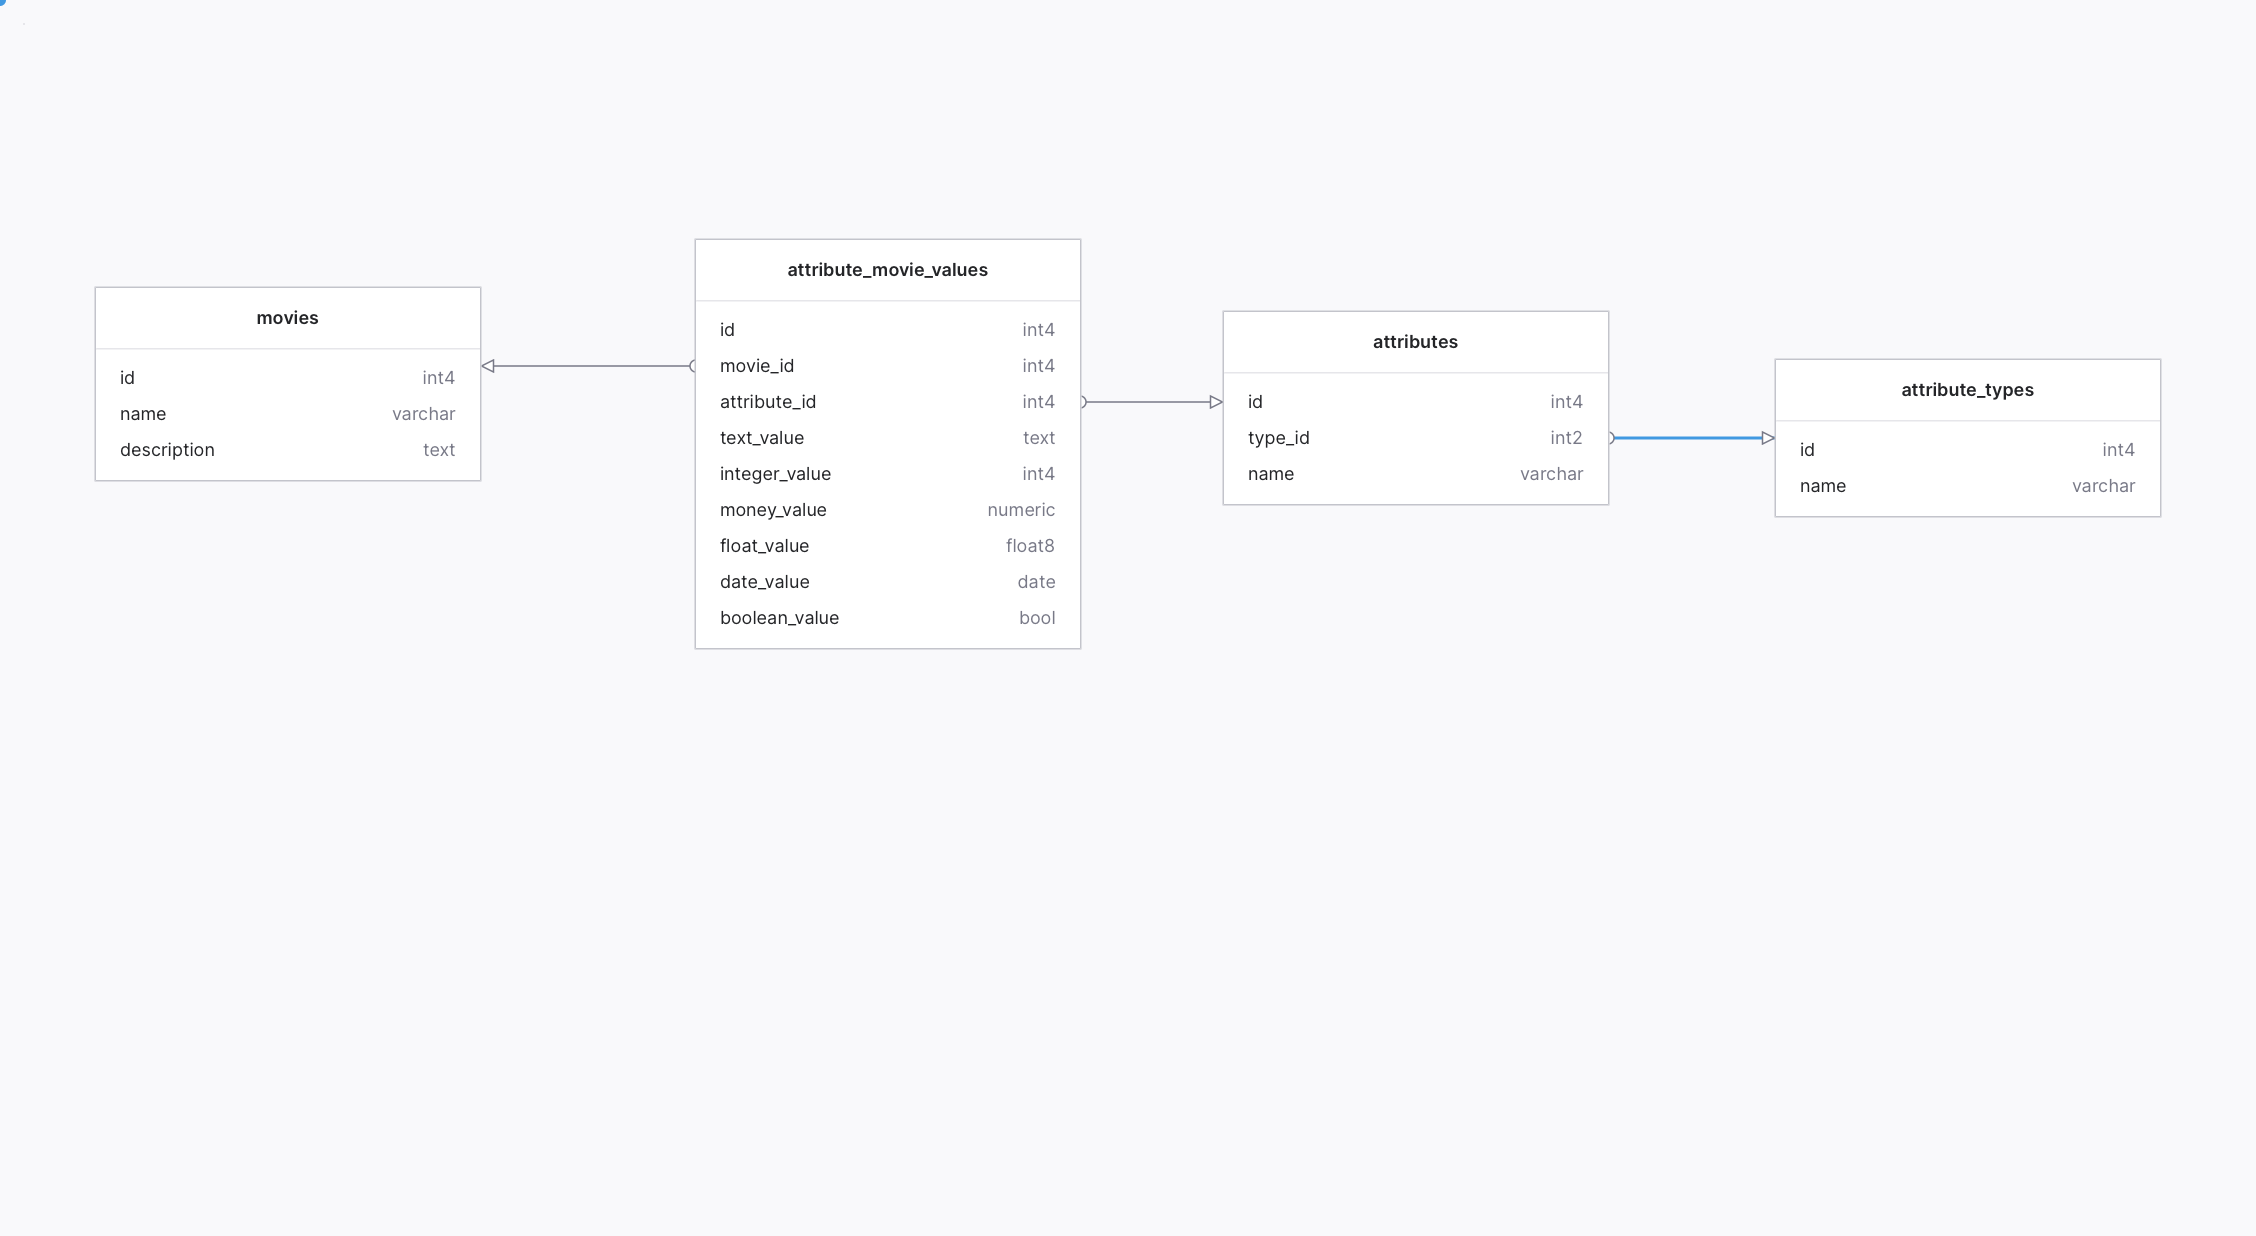 movies
id int4
name varchar
description text
attribute_movie_values
id int4
movie_id int4
attribute_id int4
text_value text
integer_value int4
money_value numeric
float_value float8
date_value date
boolean_value bool
attributes
id int4
type_id int2
name varchar
attribute_types
id int4
name varchar